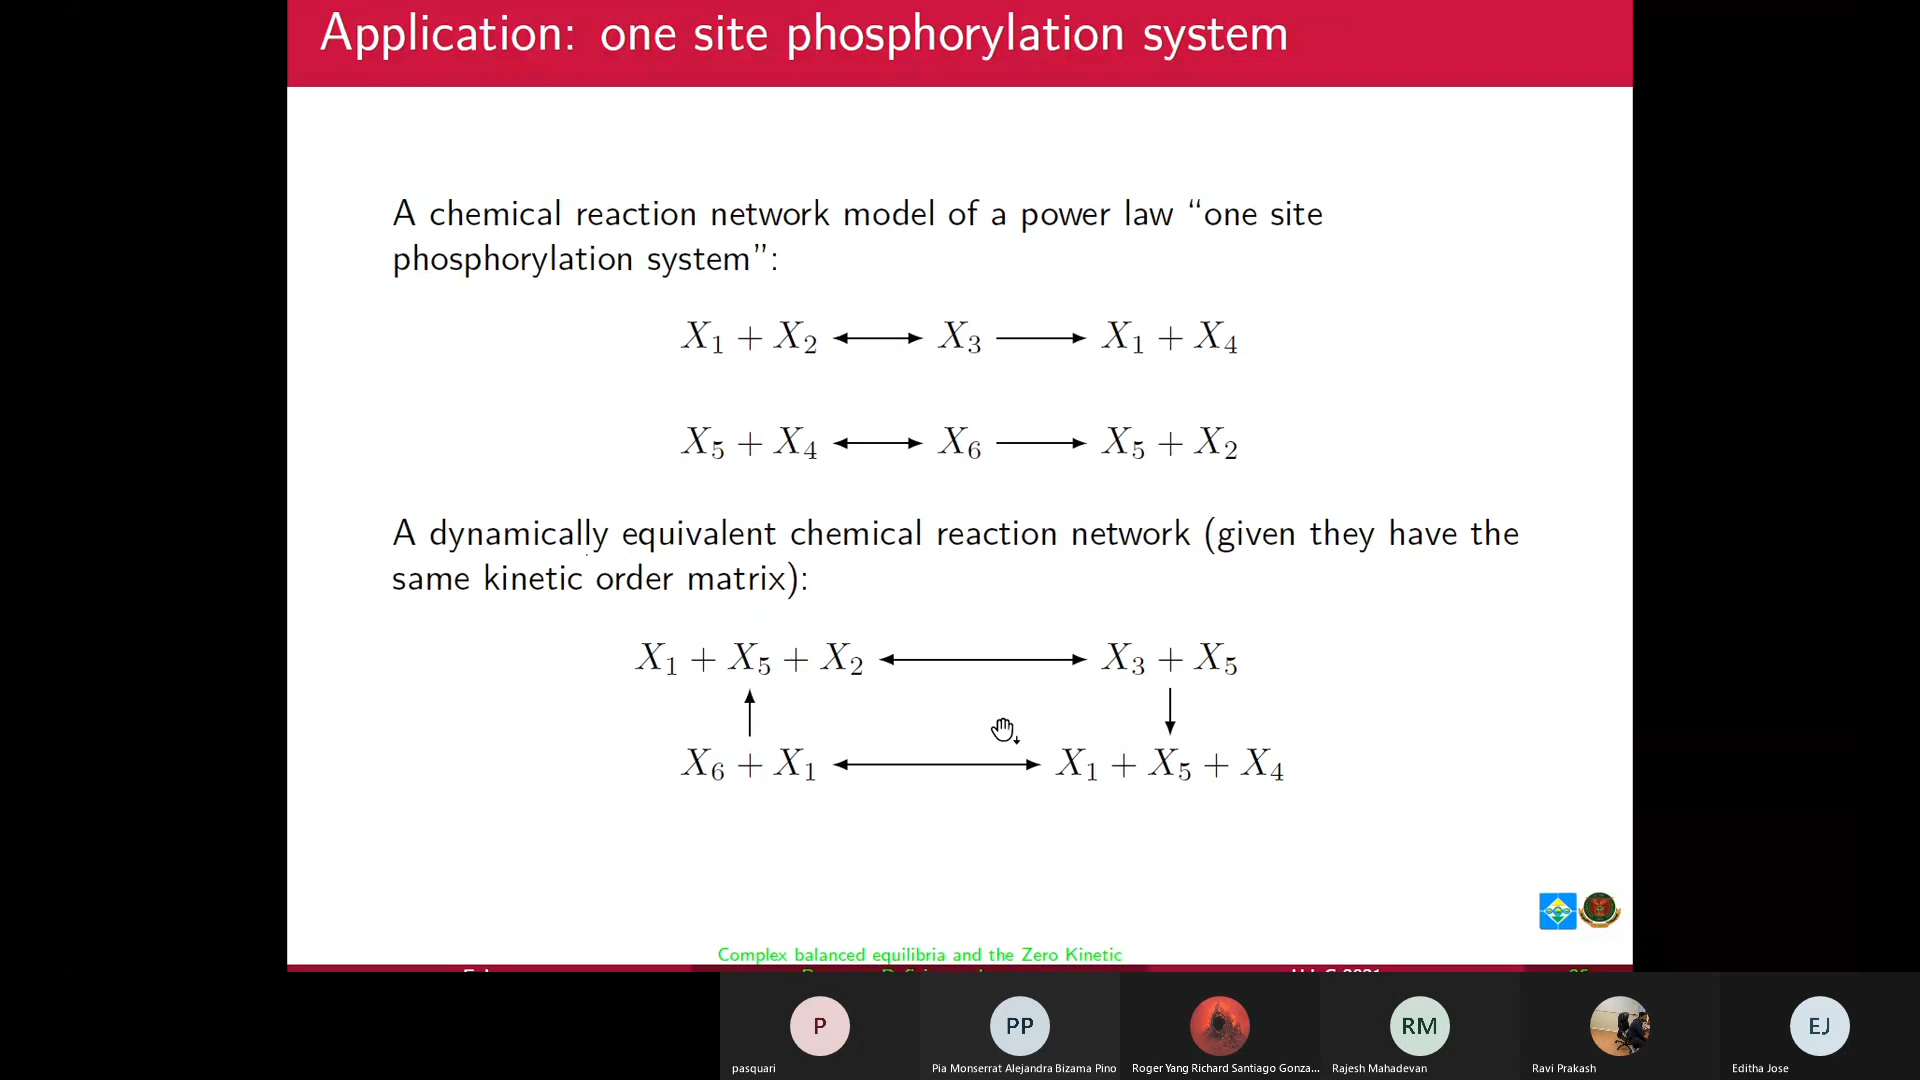 Application: one site phosphorylation system
A chemical reaction network model of a power law “one site
phosphorylation system”:
X₁ + X₂ ⟷ X₃ ⟶ X₁ + X₄
X₅ + X₄ ⟷ X₆ ⟶ X₅ + X₂
A dynamically equivalent chemical reaction network (given they have the
same kinetic order matrix):
X₁ + X₅ + X₂ ⟷ X₃ + X₅
↑ ↓
X₆ + X₁ ⟷ X₁ + X₅ + X₄
Complex balanced equilibria and the Zero Kinetic
P PP RM EJ
pasquari
Pia Monserrat Alejandra Bizama Pino
Roger Yang Richard Santiago Gonza...
Rajesh Mahadevan
Ravi Prakash
Editha Jose